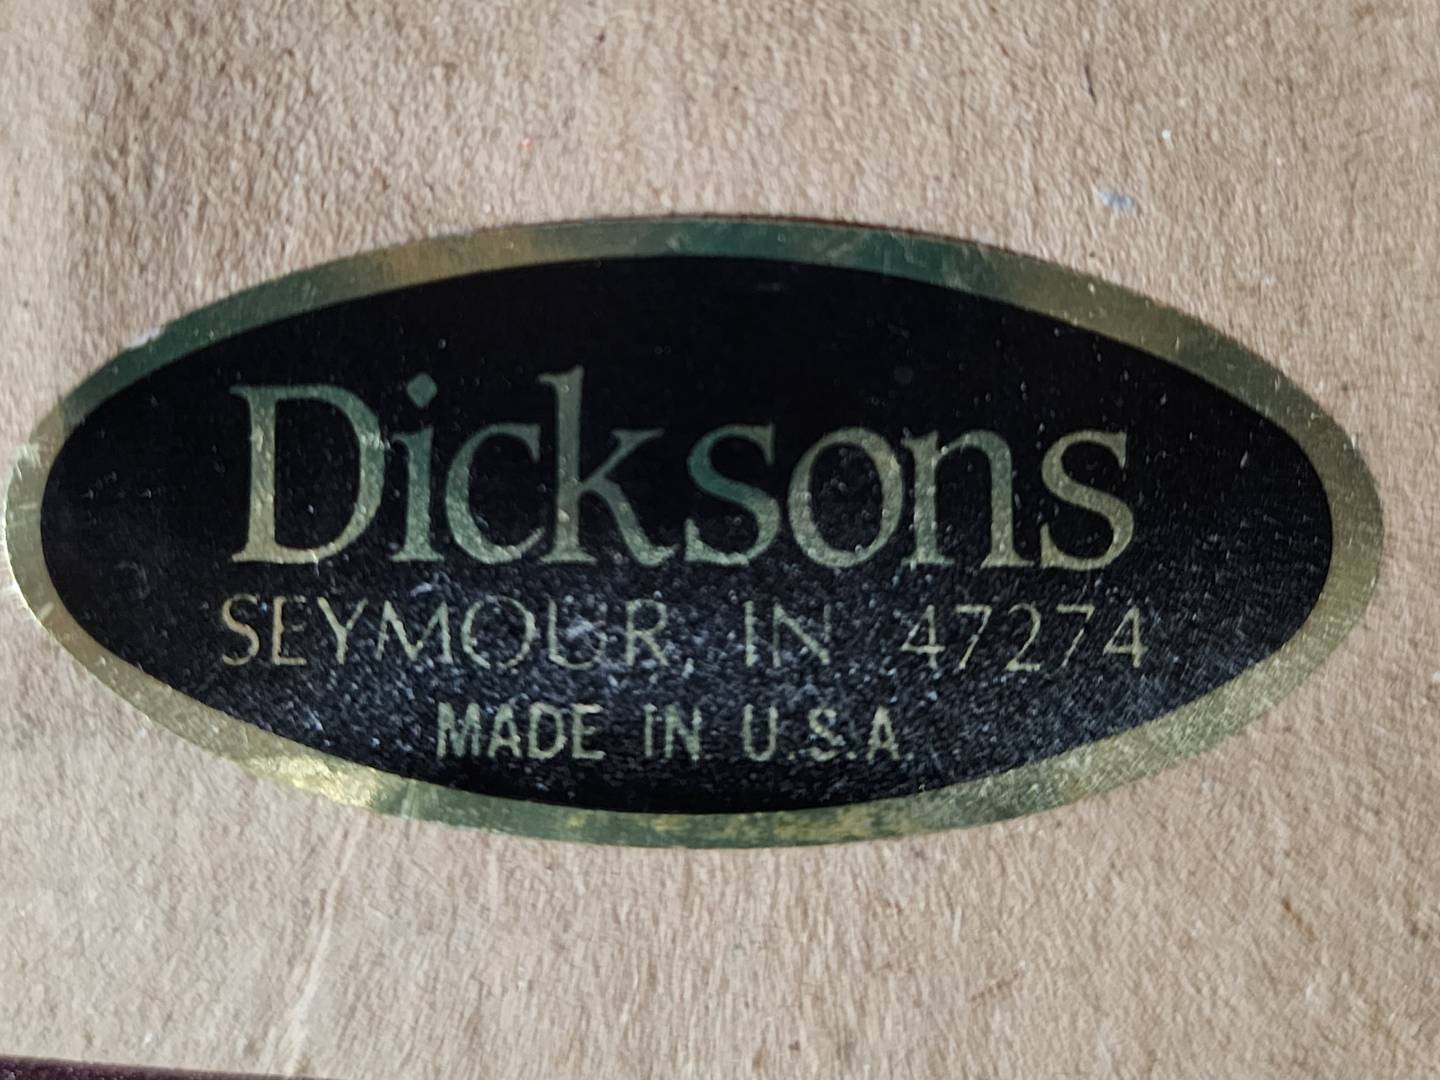 Dicksons
SEYMOUR, IN 47274
MADE IN U.S.A